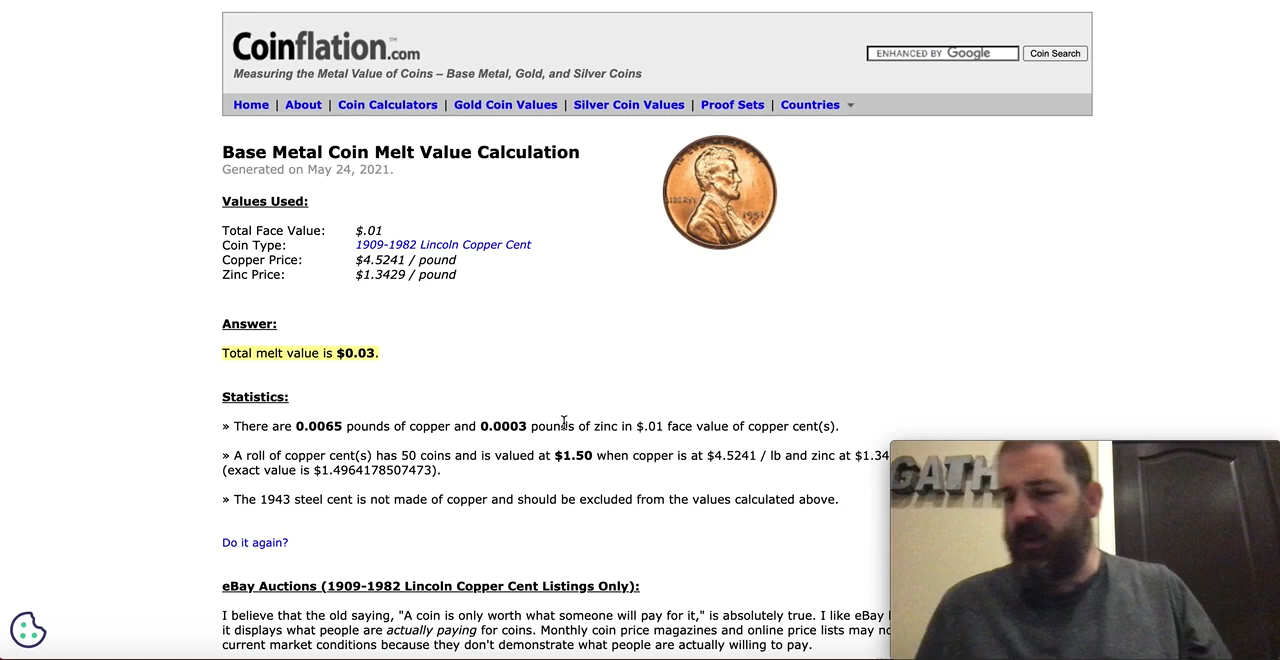 Coinflation.com™
ENHANCED BY Google
Coin Search
Measuring the Metal Value of Coins – Base Metal, Gold, and Silver Coins
Home | About | Coin Calculators | Gold Coin Values | Silver Coin Values | Proof Sets | Countries
Base Metal Coin Melt Value Calculation
Generated on May 24, 2021.
Values Used:
LIBERTY
1951
Total Face Value: $.01
Coin Type: 1909-1982 Lincoln Copper Cent
Copper Price: $4.5241 / pound
Zinc Price: $1.3429 / pound
Answer:
Total melt value is $0.03.
Statistics:
» There are 0.0065 pounds of copper and 0.0003 pounds of zinc in $.01 face value of copper cent(s).
» A roll of copper cent(s) has 50 coins and is valued at $1.50 when copper is at $4.5241 / lb and zinc at $1.34
(exact value is $1.4964178507473).
GATH
» The 1943 steel cent is not made of copper and should be excluded from the values calculated above.
Do it again?
eBay Auctions (1909-1982 Lincoln Copper Cent Listings Only):
I believe that the old saying, "A coin is only worth what someone will pay for it," is absolutely true. I like eBay
it displays what people are actually paying for coins. Monthly coin price magazines and online price lists may
current market conditions because they don't demonstrate what people are actually willing to pay.